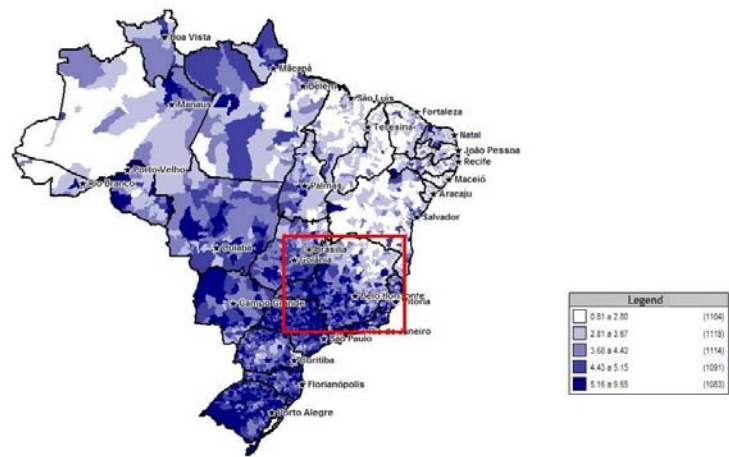 Boa Vista
Macapá
Belém
São Luis
Manaus
Fortaleza
Teresina
Natal
João Pessoa
Recife
Porto Velho
Maceió
Rio Branco
Palmas
Aracaju
Salvador
Cuiabá
Brasília
Goiânia
Campo Grande
Belo Horizonte
Vitoria
Rio de Janeiro
São Paulo
Curitiba
Florianópolis
Porto Alegre
Legend
0.81 a 2.80 (1104)
2.81 a 3.67 (1115)
3.68 a 4.42 (1114)
4.43 a 5.15 (1091)
5.16 a 9.65 (1083)